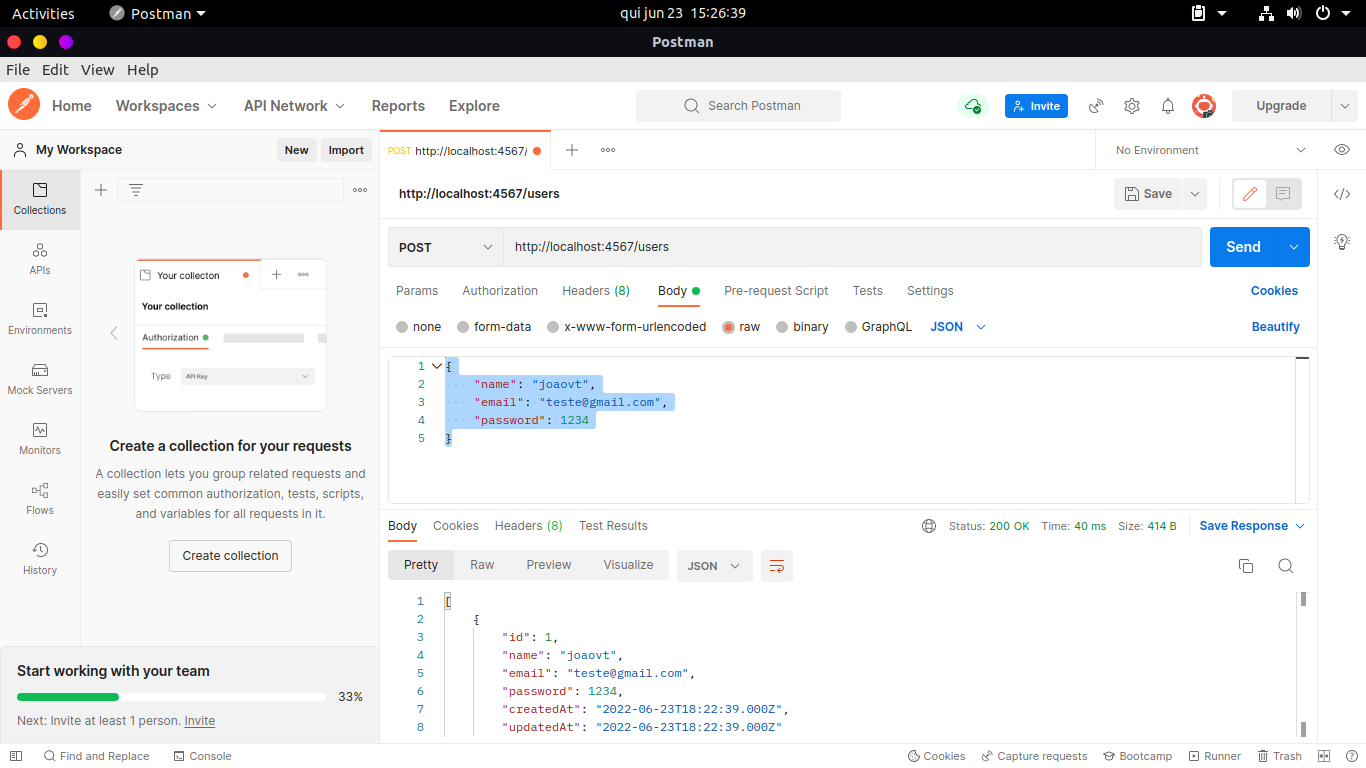 Activities Postman qui jun 23 15:26:39
Postman
File Edit View Help
Home Workspaces API Network Reports Explore Search Postman Invite Upgrade
My Workspace New Import POST http://localhost:4567/ No Environment
Collections
APIs
Environments
Mock Servers
Monitors
Flows
History
Your collecton
Your collection
Authorization
Type API Key
Create a collection for your requests
A collection lets you group related requests and
easily set common authorization, tests, scripts,
and variables for all requests in it.
Create collection
Start working with your team
33%
Next: Invite at least 1 person. Invite
http://localhost:4567/users Save
POST http://localhost:4567/users Send
Params Authorization Headers (8) Body Pre-request Script Tests Settings Cookies
none form-data x-www-form-urlencoded raw binary GraphQL JSON Beautify
1 {
2 "name": "joaovt",
3 "email": "teste@gmail.com",
4 "password": 1234
5 }
Body Cookies Headers (8) Test Results Status: 200 OK Time: 40 ms Size: 414 B Save Response
Pretty Raw Preview Visualize JSON
1 [
2 {
3 "id": 1,
4 "name": "joaovt",
5 "email": "teste@gmail.com",
6 "password": 1234,
7 "createdAt": "2022-06-23T18:22:39.000Z",
8 "updatedAt": "2022-06-23T18:22:39.000Z"
Find and Replace Console Cookies Capture requests Bootcamp Runner Trash